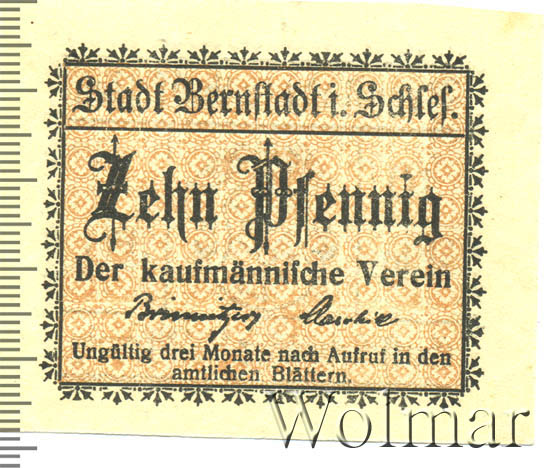 Stadt Bernstadt i. Schles.
Zehn Pfennig
Der kaufmännische Verein
Ungültig drei Monate nach Aufruf in den
amtlichen Blättern.
Wolmar